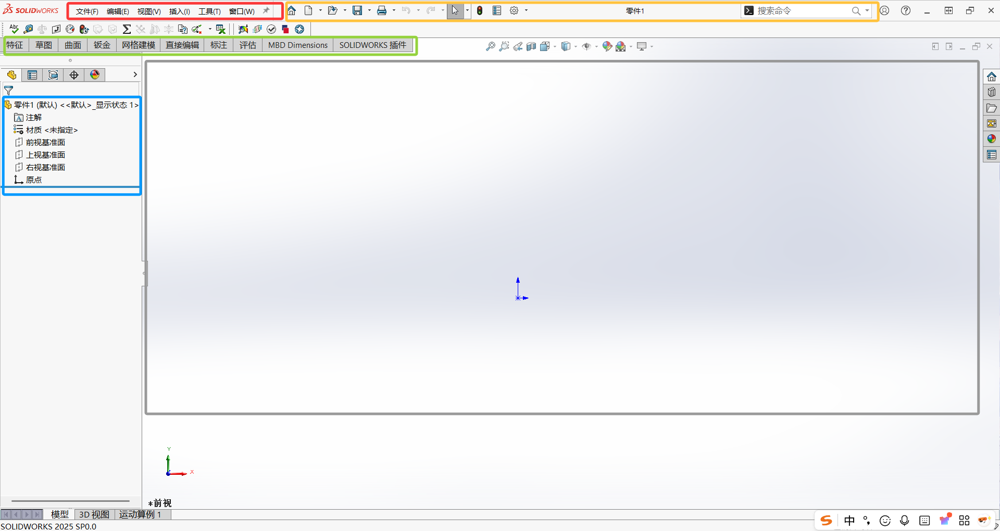 SOLIDWORKS 文件(F) 编辑(E) 视图(V) 插入(I) 工具(T) 窗口(W) 零件1 搜索命令
Abc
特征 草图 曲面 钣金 网格建模 直接编辑 标注 评估 MBD Dimensions SOLIDWORKS 插件
零件1 (默认) <<默认>_显示状态 1>
A 注解
材质 <未指定>
前视基准面
上视基准面
右视基准面
原点
Y
X
*前视
模型 3D 视图 运动算例 1
S 中
SOLIDWORKS 2025 SP0.0